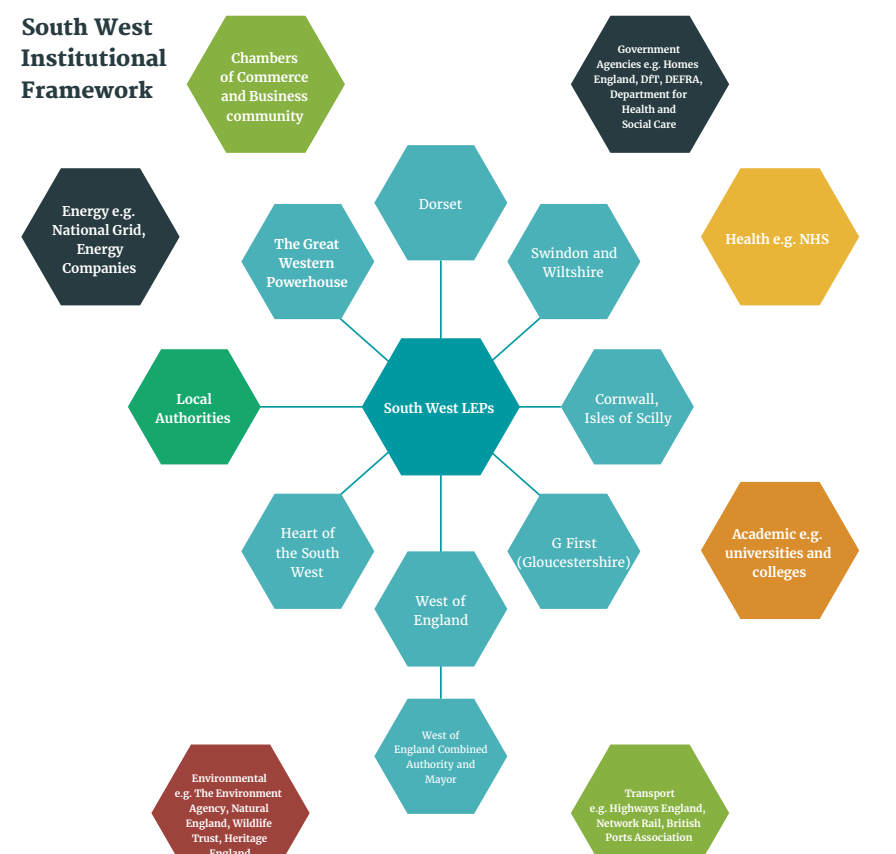 South West
Institutional
Framework
Chambers
of Commerce
and Business
community
Government
Agencies e.g. Homes
England, DfT, DEFRA,
Department for
Health and
Social Care
Energy e.g.
National Grid,
Energy
Companies
The Great
Western
Powerhouse
Dorset
Swindon and
Wiltshire
Health e.g. NHS
Local
Authorities
South West LEPs
Cornwall,
Isles of Scilly
Heart of
the South
West
West of
England
G First
(Gloucestershire)
Academic e.g.
universities and
colleges
West of
England Combined
Authority and
Mayor
Environmental
e.g. The Environment
Agency, Natural
England, Wildlife
Trust, Heritage
England
Transport
e.g. Highways England,
Network Rail, British
Ports Association